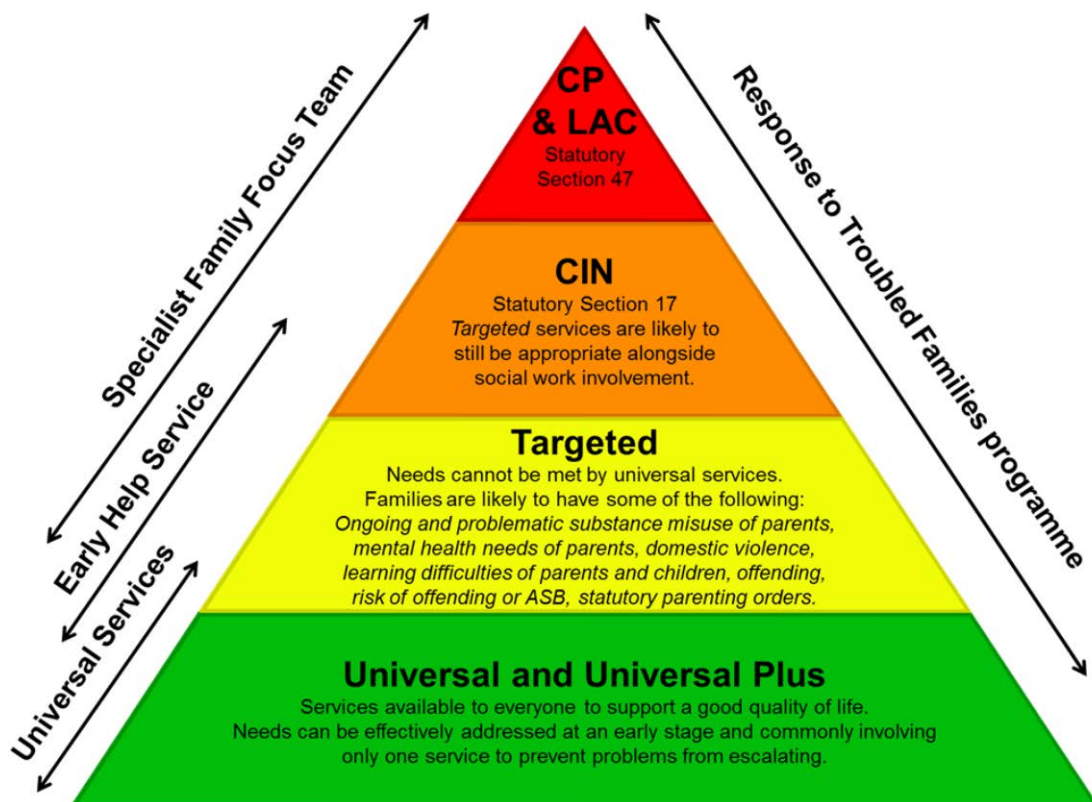 CP
& LAC
Statutory
Section 47
CIN
Statutory Section 17
Targeted services are likely to
still be appropriate alongside
social work involvement.
Targeted
Needs cannot be met by universal services.
Families are likely to have some of the following:
Ongoing and problematic substance misuse of parents,
mental health needs of parents, domestic violence,
learning difficulties of parents and children, offending,
risk of offending or ASB, statutory parenting orders.
Universal and Universal Plus
Services available to everyone to support a good quality of life.
Needs can be effectively addressed at an early stage and commonly involving
only one service to prevent problems from escalating.
Specialist Family Focus Team
Early Help Service
Universal Services
Response to Troubled Families programme